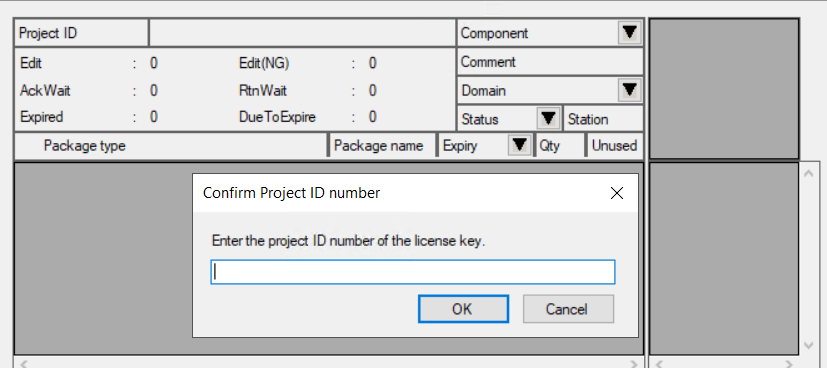 Project ID
Component
Edit : 0 Edit(NG) : 0
Comment
AckWait : 0 RtnWait : 0
Domain
Expired : 0 DueToExpire : 0
Status Station
Package type Package name Expiry Qty Unused
Confirm Project ID number
Enter the project ID number of the license key.
OK Cancel